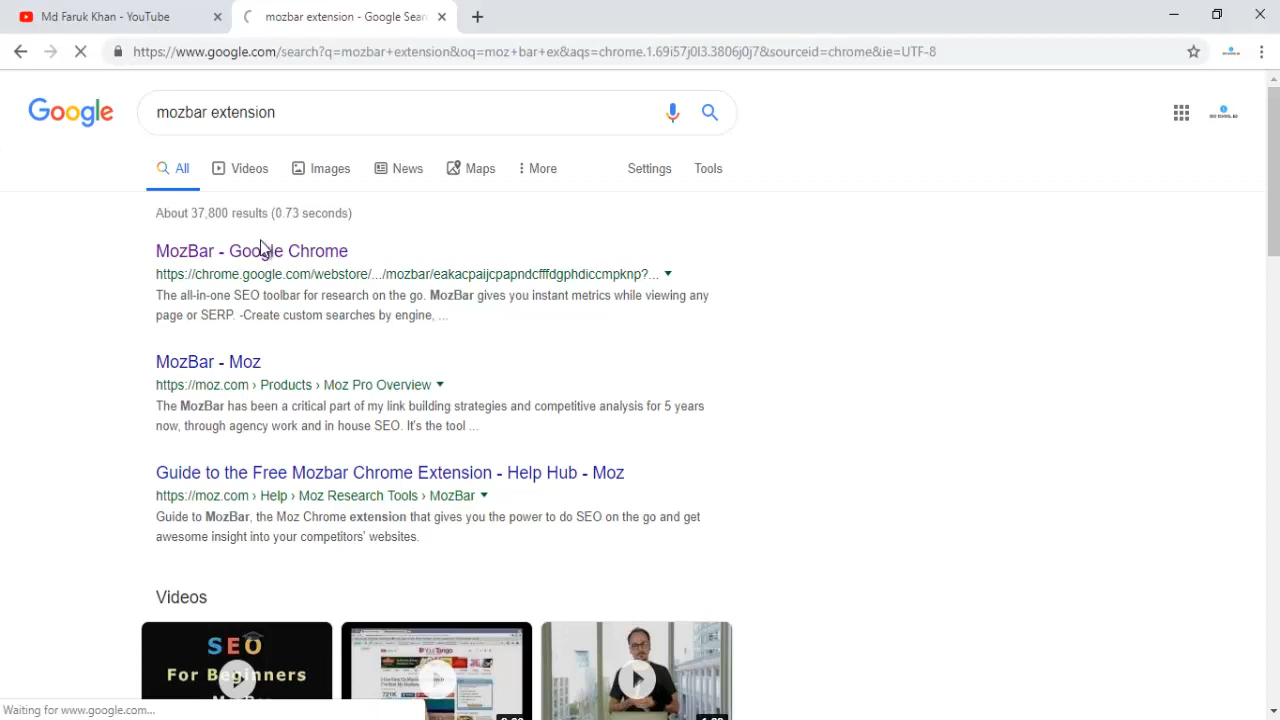 Md Faruk Khan - YouTube
mozbar extension - Google Sear
https://www.google.com/search?q=mozbar+extension&oq=moz+bar+ex&aqs=chrome.1.69i57j0l3.3806j0j7&sourceid=chrome&ie=UTF-8
Google
mozbar extension
All Videos Images News Maps More Settings Tools
About 37,800 results (0.73 seconds)
MozBar - Google Chrome
https://chrome.google.com/webstore/.../mozbar/eakacpaijcpapndcfffdgphdiccmpknp?...
The all-in-one SEO toolbar for research on the go. MozBar gives you instant metrics while viewing any
page or SERP. -Create custom searches by engine, ...
MozBar - Moz
https://moz.com › Products › Moz Pro Overview
The MozBar has been a critical part of my link building strategies and competitive analysis for 5 years
now, through agency work and in house SEO. It's the tool ...
Guide to the Free Mozbar Chrome Extension - Help Hub - Moz
https://moz.com › Help › Moz Research Tools › MozBar
Guide to MozBar, the Moz Chrome extension that gives you the power to do SEO on the go and get
awesome insight into your competitors' websites.
Videos
SEO
For Beginners
Waiting for www.google.com...